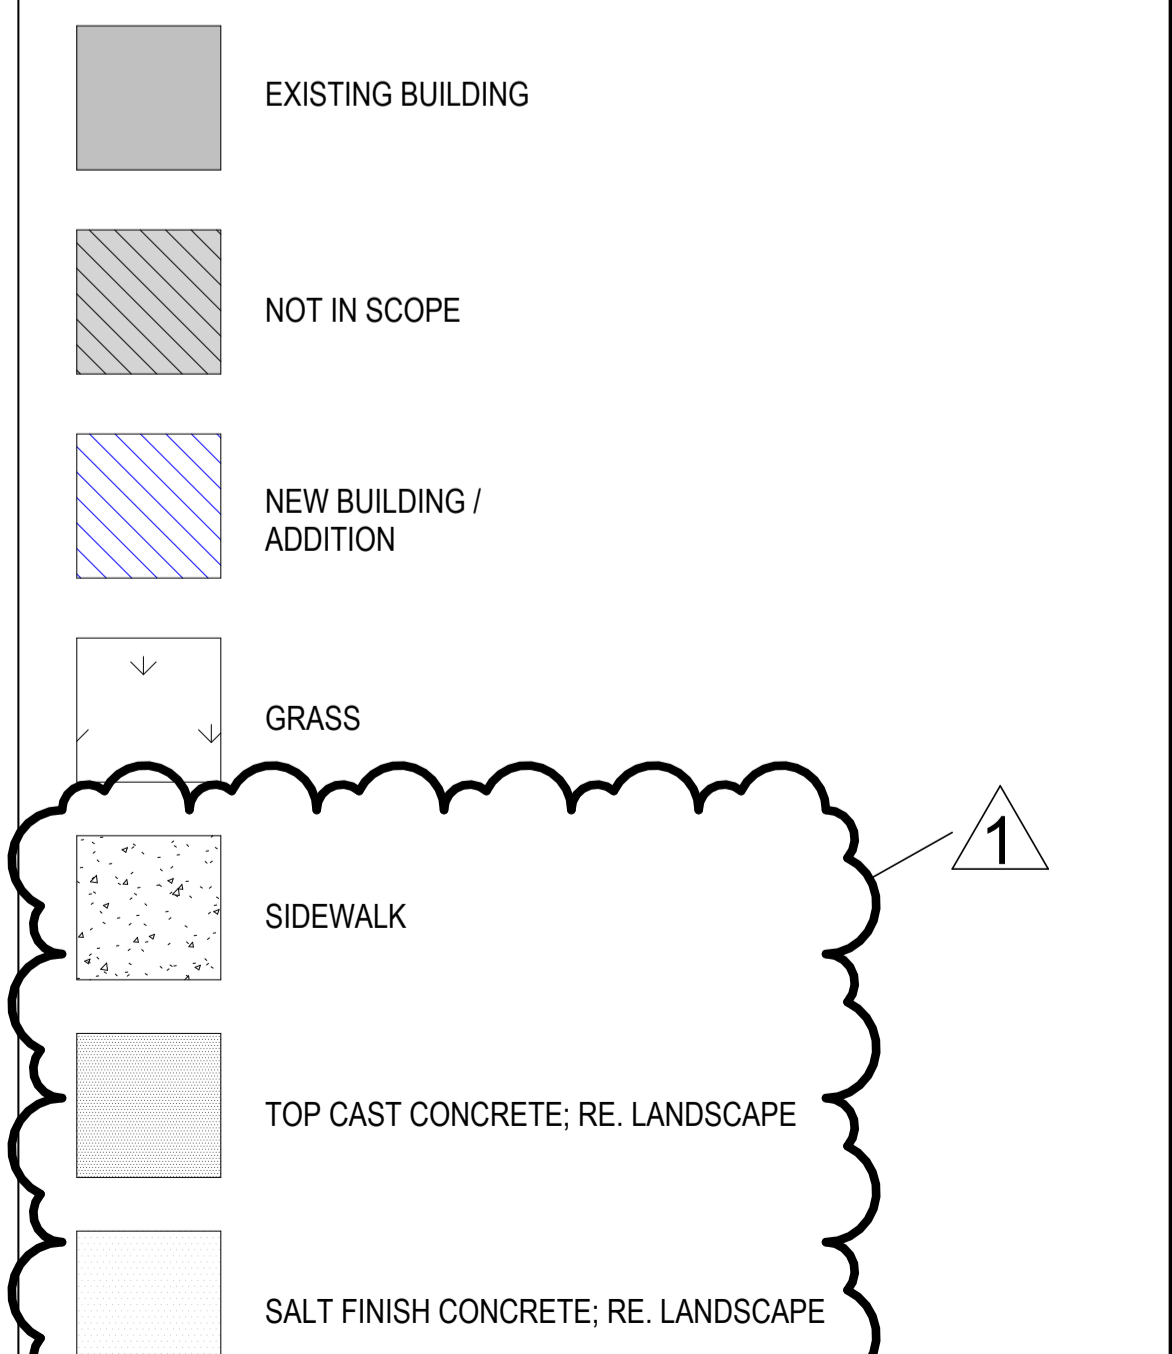 EXISTING BUILDING
NOT IN SCOPE
NEW BUILDING /
ADDITION
GRASS
1
SIDEWALK
TOP CAST CONCRETE; RE. LANDSCAPE
SALT FINISH CONCRETE; RE. LANDSCAPE